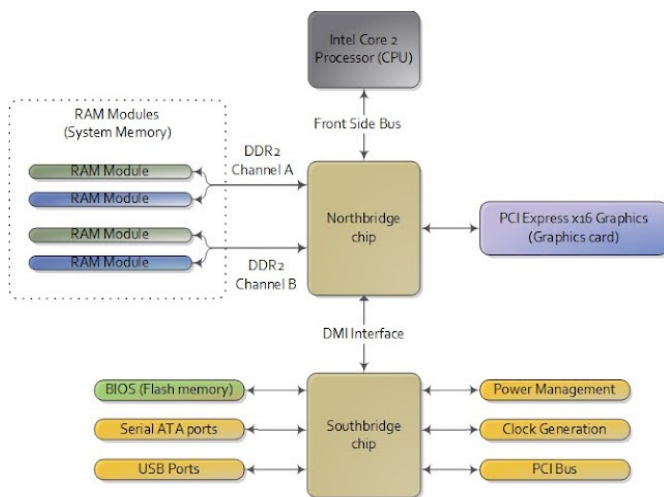 Intel Core 2
Processor (CPU)
Front Side Bus
RAM Modules
(System Memory)
RAM Module
RAM Module
RAM Module
RAM Module
DDR2
Channel A
DDR2
Channel B
Northbridge
chip
PCI Express x16 Graphics
(Graphics card)
DMI Interface
BIOS (Flash memory)
Serial ATA ports
USB Ports
Southbridge
chip
Power Management
Clock Generation
PCI Bus